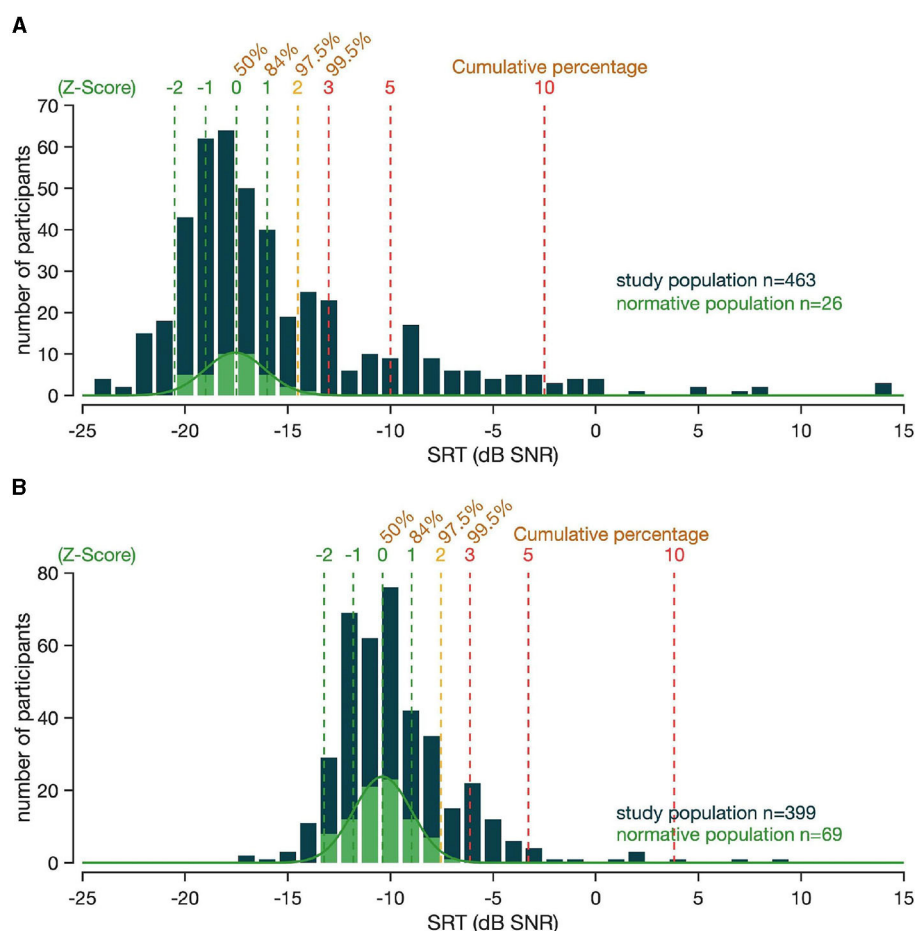 A
50% 84% 97.5% 99.5%
Cumulative percentage
(Z-Score) -2 -1 0 1 2 3 5 10
70
60
50
40
30
20
10
0
number of participants
study population n=463
normative population n=26
-25 -20 -15 -10 -5 0 5 10 15
SRT (dB SNR)
B
50% 84% 97.5% 99.5%
Cumulative percentage
(Z-Score) -2 -1 0 1 2 3 5 10
80
60
40
20
0
number of participants
study population n=399
normative population n=69
-25 -20 -15 -10 -5 0 5 10 15
SRT (dB SNR)